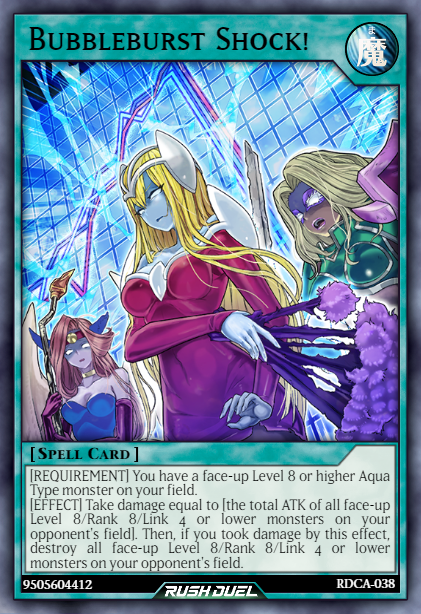 Bubbleburst Shock!
ま
魔
[Spell Card]
[REQUIREMENT] You have a face-up Level 8 or higher Aqua
Type monster on your field.
[EFFECT] Take damage equal to [the total ATK of all face-up
Level 8/Rank 8/Link 4 or lower monsters on your
opponent's field]. Then, if you took damage by this effect,
destroy all face-up Level 8/Rank 8/Link 4 or lower
monsters on your opponent's field.
9505604412
RUSH DUEL
RDCA-038